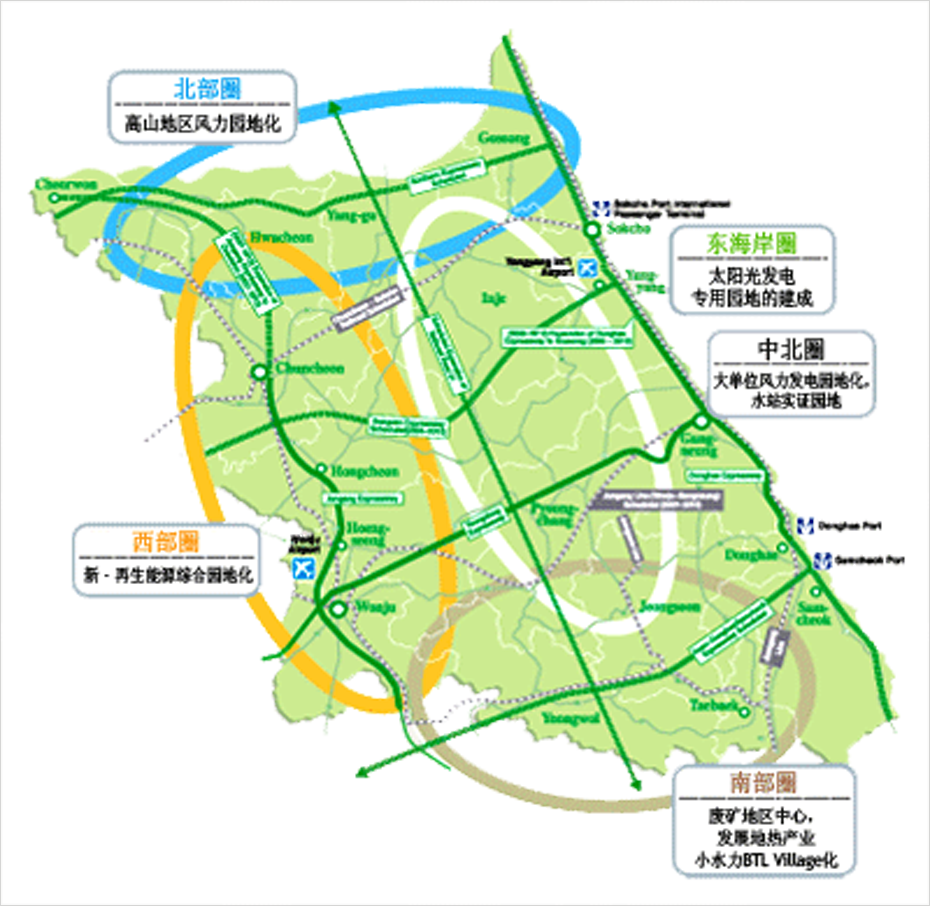 北部圈
高山地区风力园地化
Gosung
Cheorwon
Yang-gu
Hwacheon
Sokcho Port International
Passenger Terminal
Sokcho
Yangyang Int'l
Airport
Yang-
yang
东海岸圈
太阳光发电
专用园地的建成
Inje
中北圈
大单位风力发电园地化，
水站实证园地
Chuncheon
Gang-
neung
Hongcheon
Donghae Expressway
Jungang Expressway
Pyeong-
chang
西部圈
新 - 再生能源综合园地化
Hoeng-
seong
Wonju
Airport
Donghae Port
Donghae
Samcheok Port
Wonju
Jeongseon
Sam-
cheok
Taebaek
Yeongwol
南部圈
废矿地区中心，
发展地热产业
小水力BTL Village化